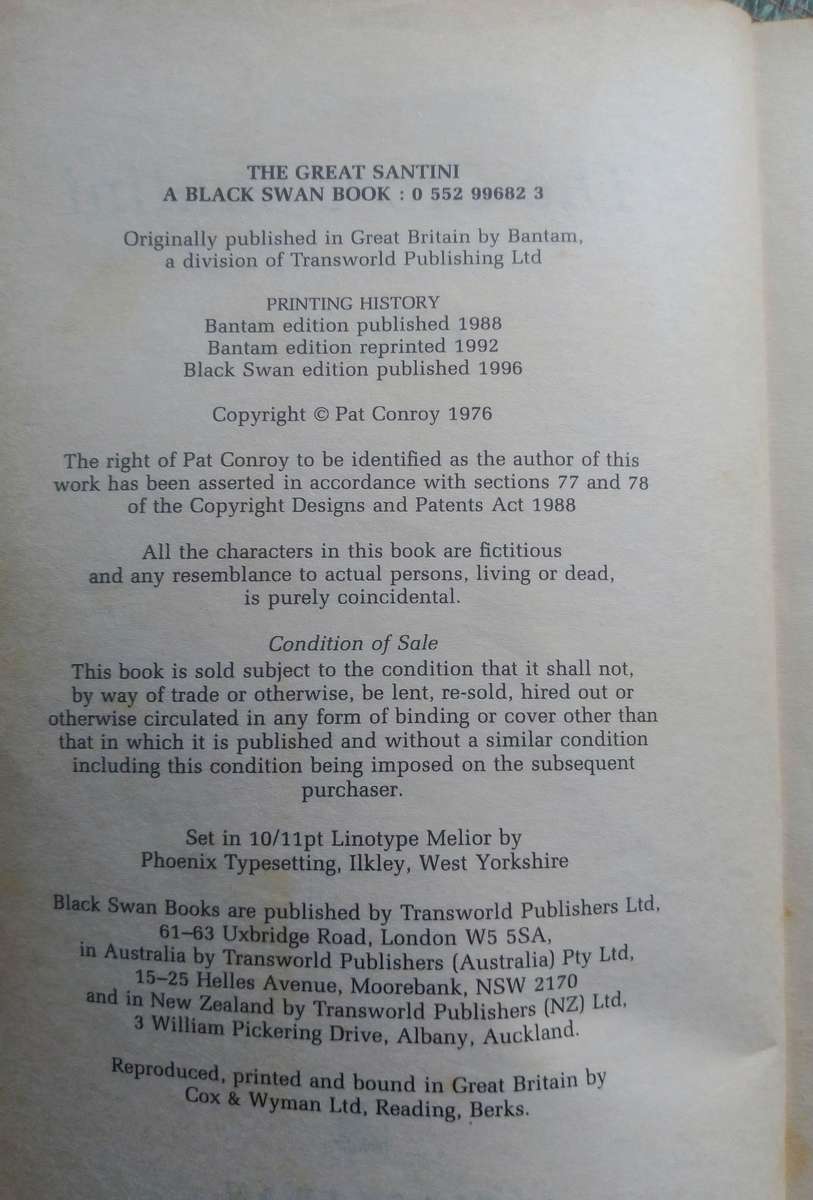 THE GREAT SANTINI
A BLACK SWAN BOOK : 0 552 99682 3
Originally published in Great Britain by Bantam,
a division of Transworld Publishing Ltd
PRINTING HISTORY
Bantam edition published 1988
Bantam edition reprinted 1992
Black Swan edition published 1996
Copyright © Pat Conroy 1976
The right of Pat Conroy to be identified as the author of this
work has been asserted in accordance with sections 77 and 78
of the Copyright Designs and Patents Act 1988
All the characters in this book are fictitious
and any resemblance to actual persons, living or dead,
is purely coincidental.
Condition of Sale
This book is sold subject to the condition that it shall not,
by way of trade or otherwise, be lent, re-sold, hired out or
otherwise circulated in any form of binding or cover other than
that in which it is published and without a similar condition
including this condition being imposed on the subsequent
purchaser.
Set in 10/11pt Linotype Melior by
Phoenix Typesetting, Ilkley, West Yorkshire
Black Swan Books are published by Transworld Publishers Ltd,
61–63 Uxbridge Road, London W5 5SA,
in Australia by Transworld Publishers (Australia) Pty Ltd,
15–25 Helles Avenue, Moorebank, NSW 2170
and in New Zealand by Transworld Publishers (NZ) Ltd,
3 William Pickering Drive, Albany, Auckland.
Reproduced, printed and bound in Great Britain by
Cox & Wyman Ltd, Reading, Berks.